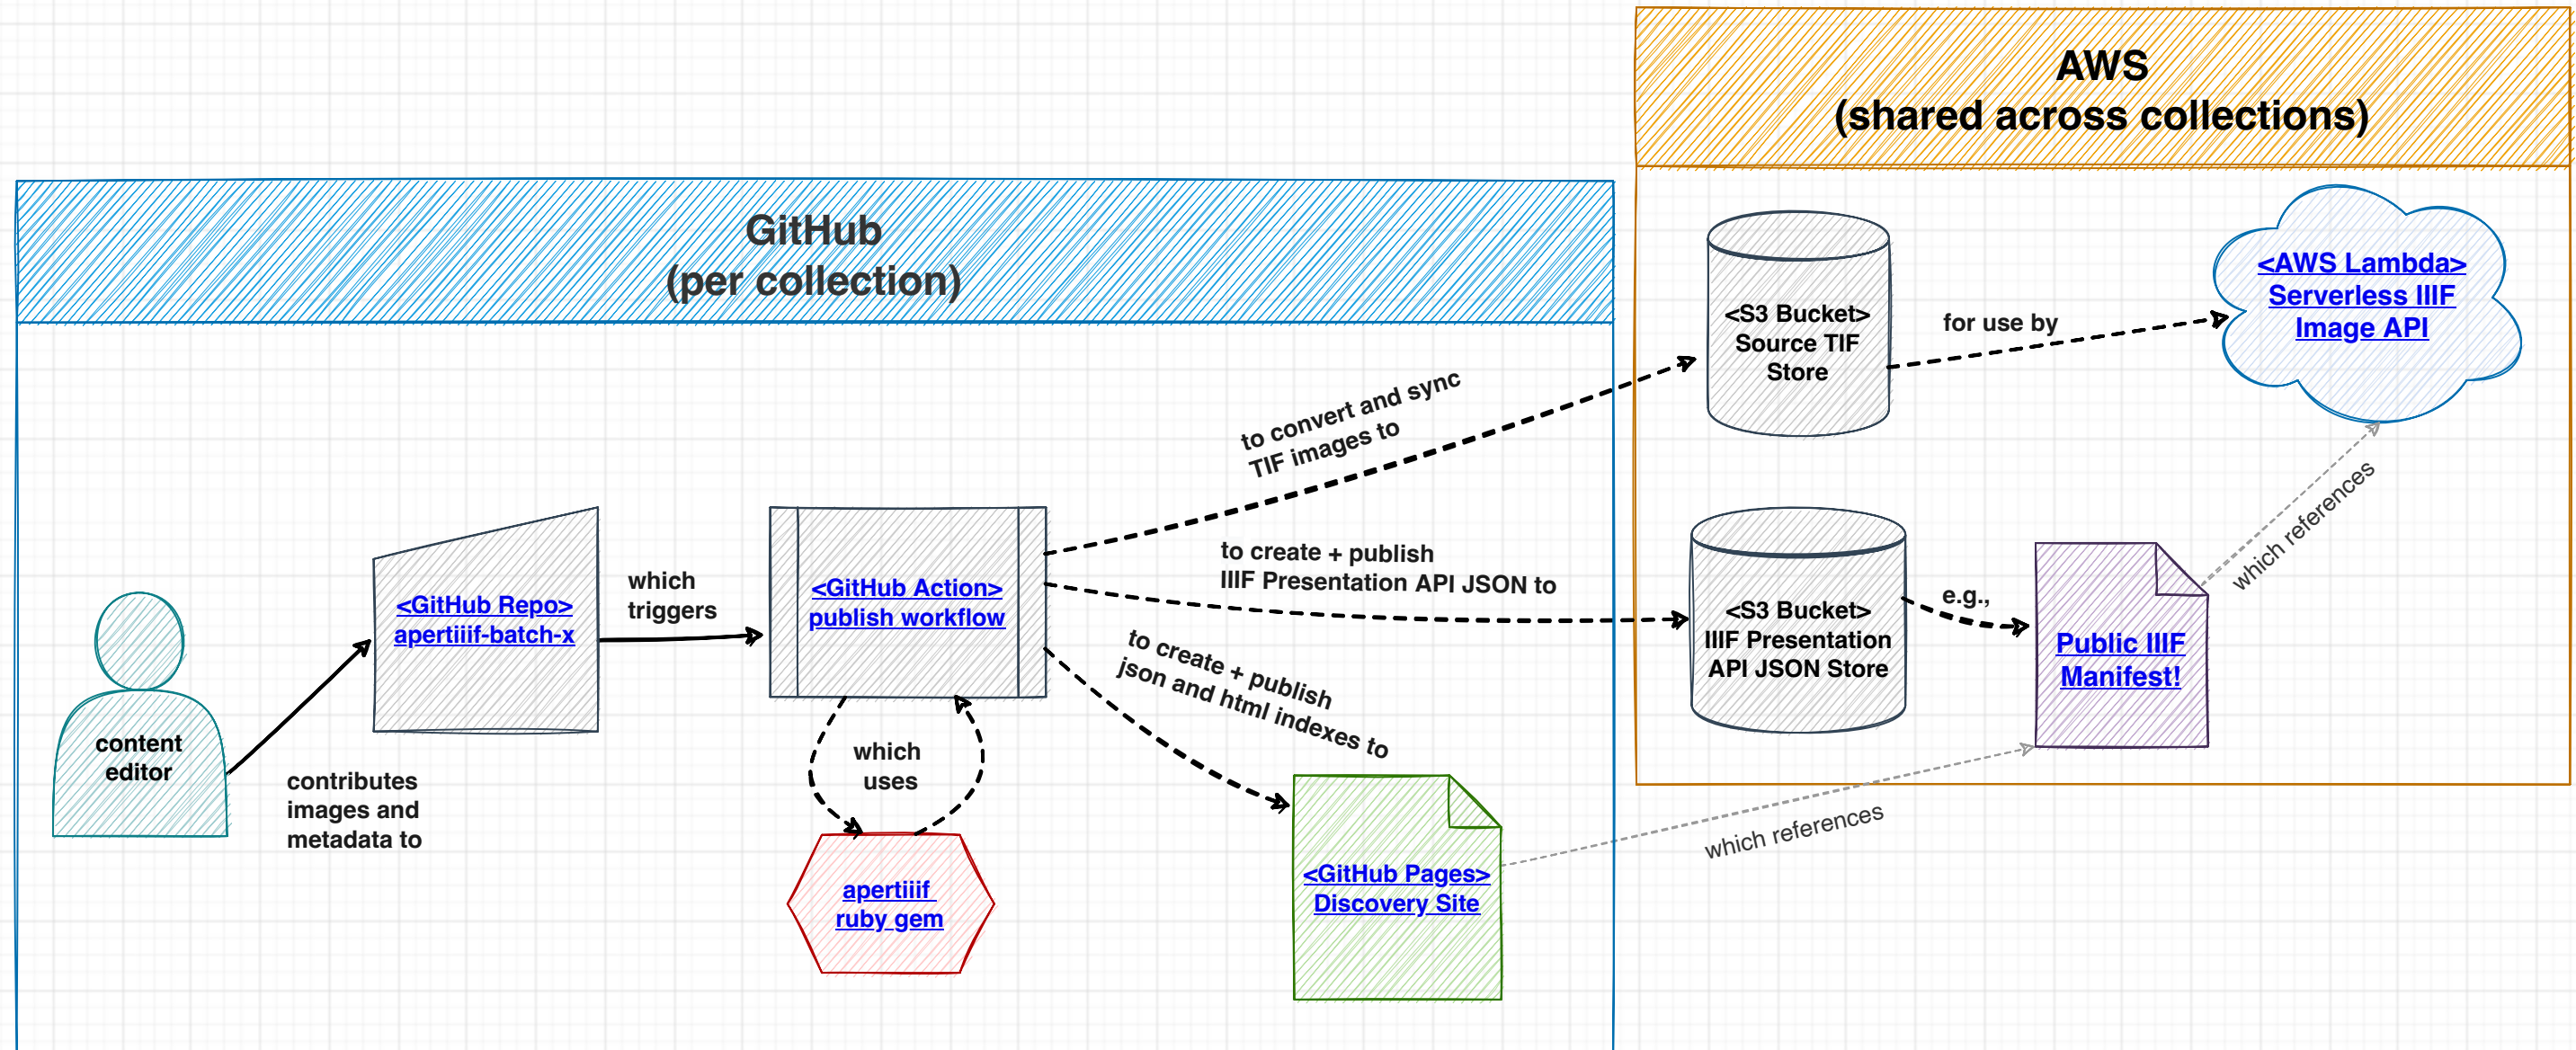 AWS
(shared across collections)
GitHub
(per collection)
<S3 Bucket>
Source TIF
Store
for use by
<AWS Lambda>
Serverless IIIF
Image API
to convert and sync
TIF images to
which references
content
editor
contributes
images and
metadata to
<GitHub Repo>
apertiiif-batch-x
which
triggers
<GitHub Action>
publish workflow
to create + publish
IIIF Presentation API JSON to
<S3 Bucket>
IIIF Presentation
API JSON Store
e.g.,
Public IIIF
Manifest!
to create + publish
json and html indexes to
which
uses
apertiiif
ruby gem
<GitHub Pages>
Discovery Site
which references